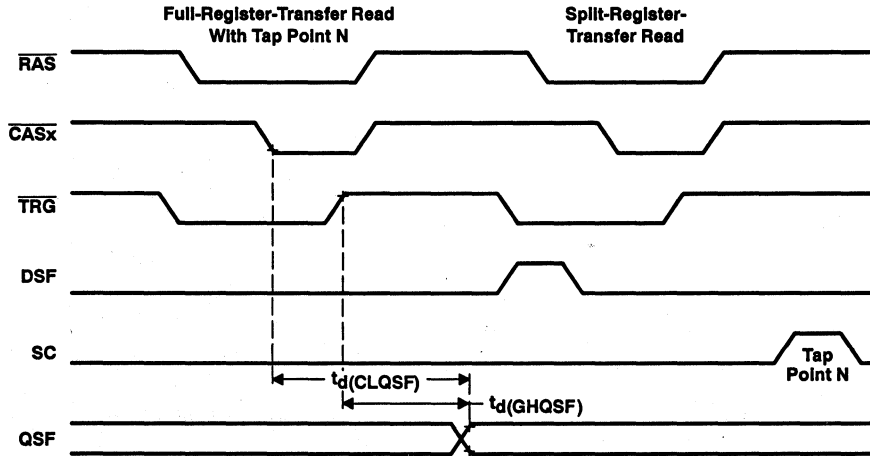 Full-Register-Transfer Read
With Tap Point N
Split-Register-
Transfer Read
RAS
CASx
TRG
DSF
SC
Tap
Point N
td(CLQSF)
td(GHQSF)
QSF